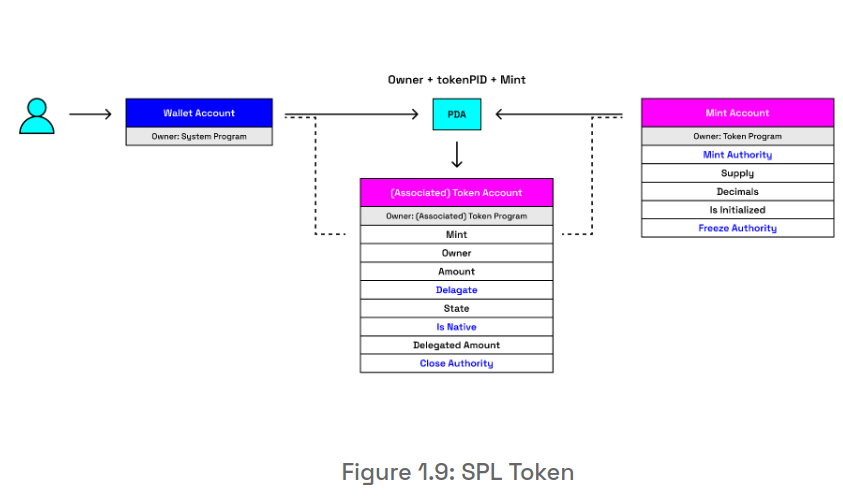 Owner + tokenPID + Mint
Wallet Account
Owner: System Program
PDA
Mint Account
Owner: Token Program
Mint Authority
Supply
Decimals
Is Initialized
Freeze Authority
(Associated) Token Account
Owner: (Associated) Token Program
Mint
Owner
Amount
Delagate
State
Is Native
Delegated Amount
Close Authority
Figure 1.9: SPL Token